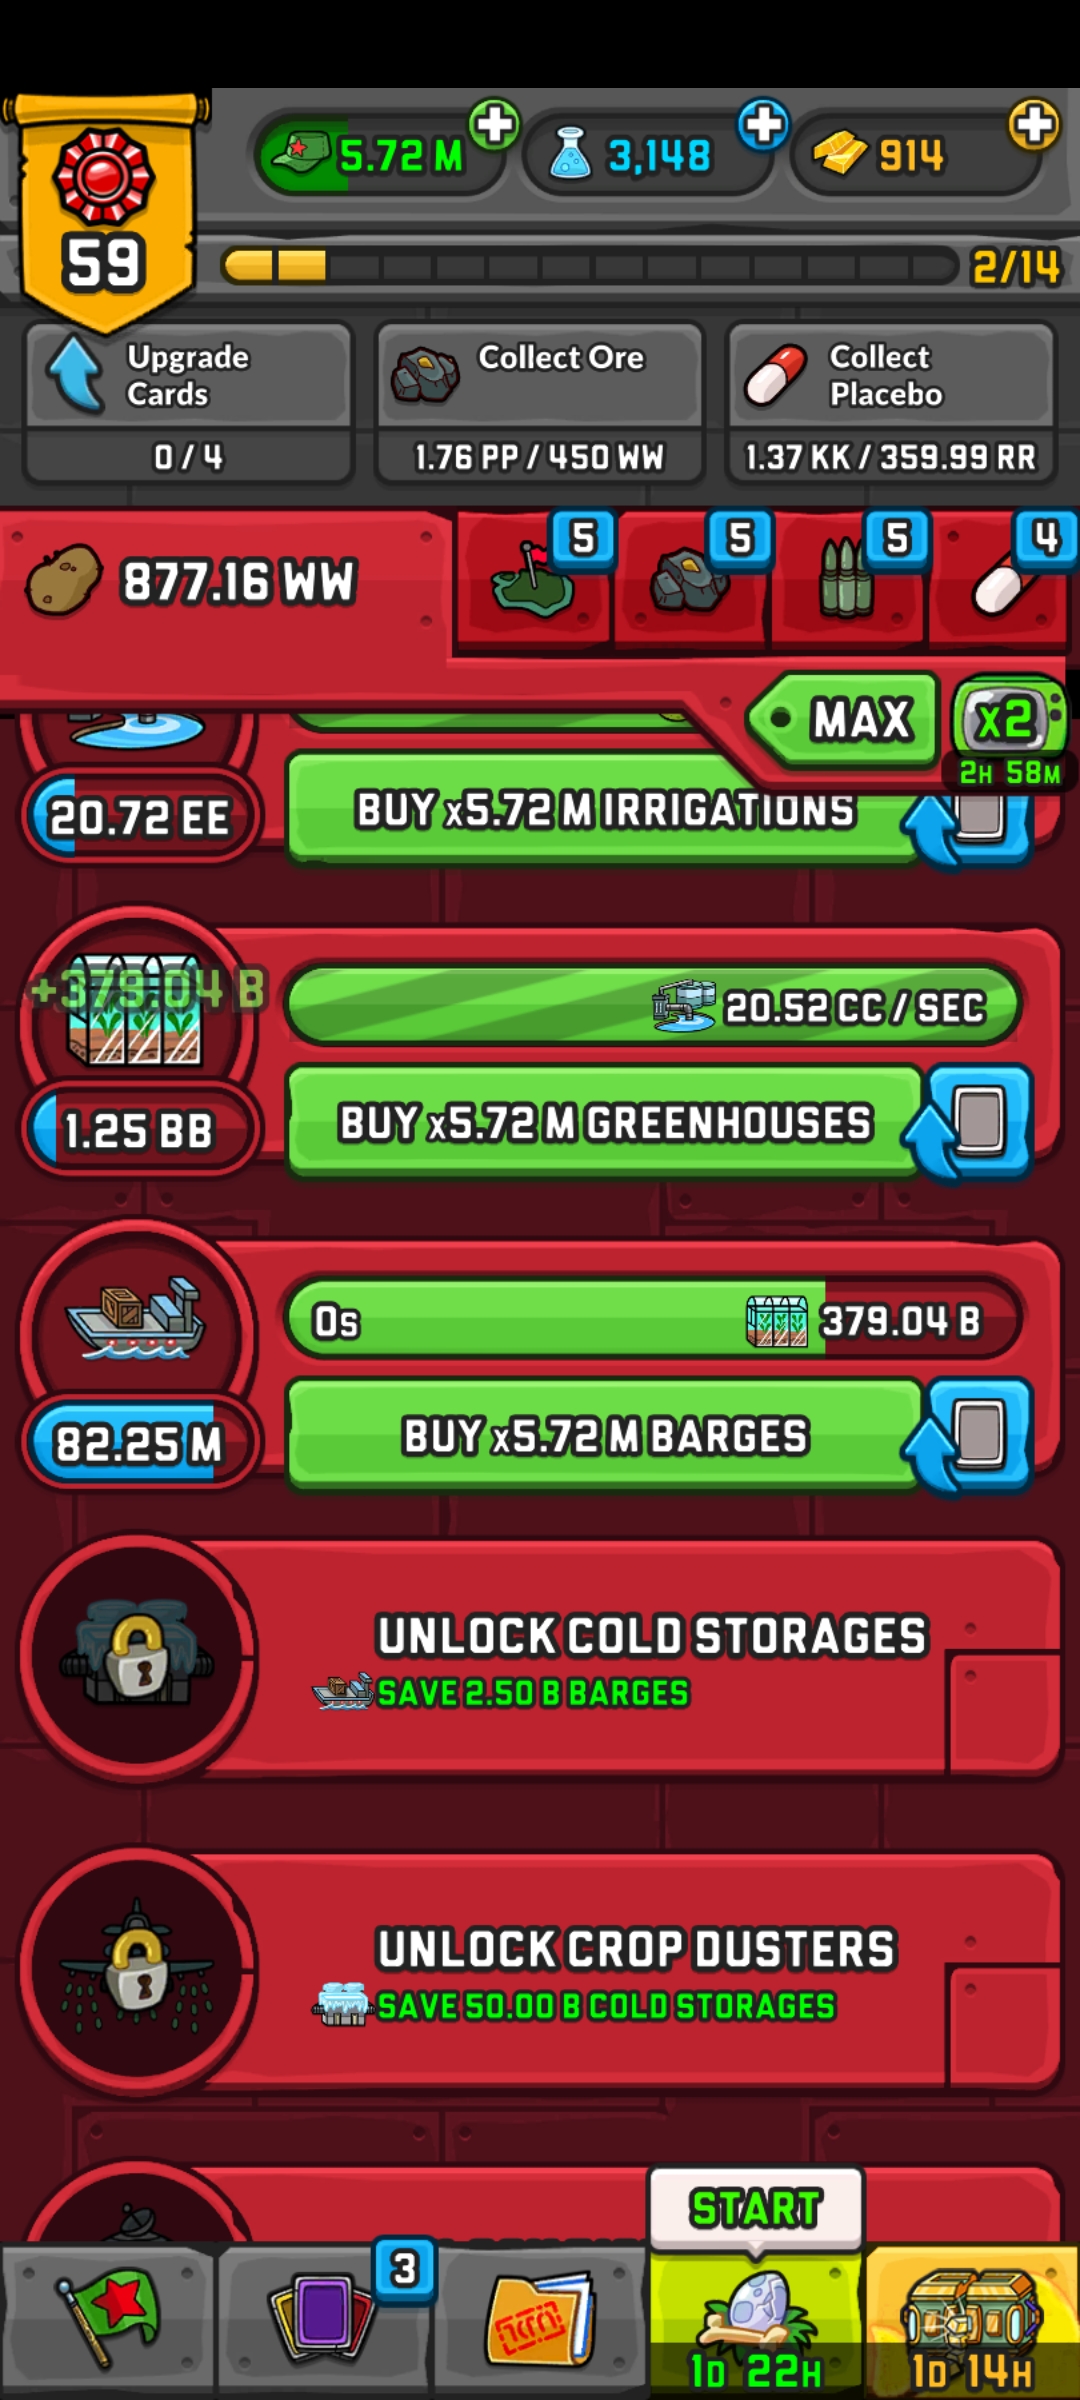 5.72 M
3,148
914
59
2/14
Upgrade
Cards
0 / 4
Collect Ore
1.76 PP / 450 WW
Collect
Placebo
1.37 KK / 359.99 RR
877.16 WW
5
5
5
4
MAX
x2
2H 58M
20.72 EE
BUY x5.72 M IRRIGATIONS
+379.04 B
20.52 CC / SEC
1.25 BB
BUY x5.72 M GREENHOUSES
0s
379.04 B
82.25 M
BUY x5.72 M BARGES
UNLOCK COLD STORAGES
SAVE 2.50 B BARGES
UNLOCK CROP DUSTERS
SAVE 50.00 B COLD STORAGES
START
3
1D 22H
1D 14H